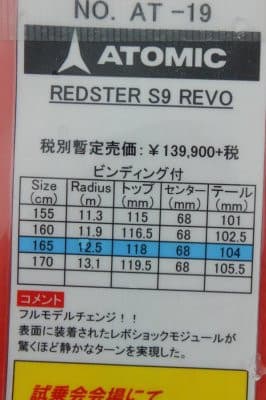 NO. AT -19
ATOMIC
REDSTER S9 REVO
税別暫定売価：￥139,900+税
ビンディング付
Size (cm) Radius (m) トップ (mm) センター (mm) テール (mm)
155 11.3 115 68 101
160 11.9 116.5 68 102.5
165 12.5 118 68 104
170 13.1 119.5 68 105.5
コメント
フルモデルチェンジ！！
表面に装着されたレボショックモジュールが
驚くほど静かなターンを実現した。
試乗会会場にて